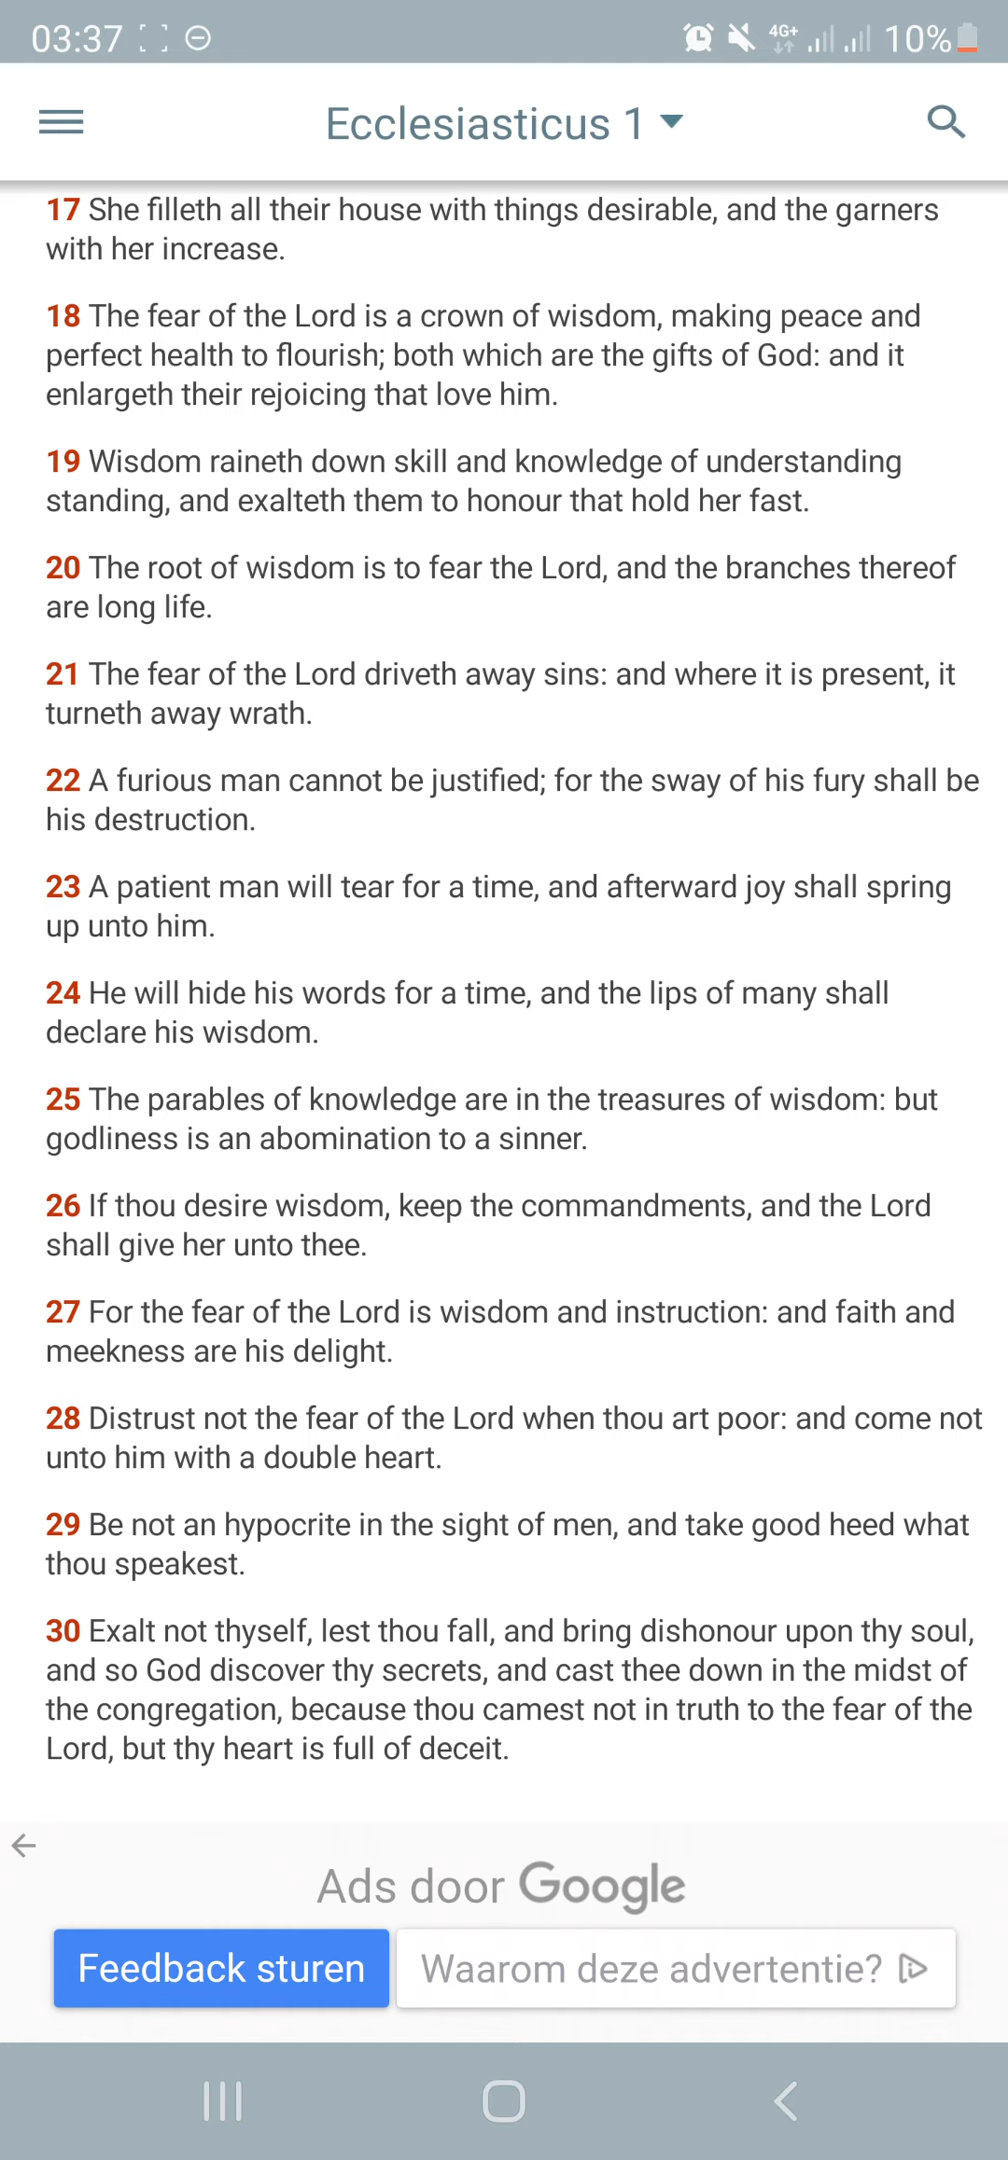 03:37
4G+ 10%
Ecclesiasticus 1
17 She filleth all their house with things desirable, and the garners
with her increase.
18 The fear of the Lord is a crown of wisdom, making peace and
perfect health to flourish; both which are the gifts of God: and it
enlargeth their rejoicing that love him.
19 Wisdom raineth down skill and knowledge of understanding
standing, and exalteth them to honour that hold her fast.
20 The root of wisdom is to fear the Lord, and the branches thereof
are long life.
21 The fear of the Lord driveth away sins: and where it is present, it
turneth away wrath.
22 A furious man cannot be justified; for the sway of his fury shall be
his destruction.
23 A patient man will tear for a time, and afterward joy shall spring
up unto him.
24 He will hide his words for a time, and the lips of many shall
declare his wisdom.
25 The parables of knowledge are in the treasures of wisdom: but
godliness is an abomination to a sinner.
26 If thou desire wisdom, keep the commandments, and the Lord
shall give her unto thee.
27 For the fear of the Lord is wisdom and instruction: and faith and
meekness are his delight.
28 Distrust not the fear of the Lord when thou art poor: and come not
unto him with a double heart.
29 Be not an hypocrite in the sight of men, and take good heed what
thou speakest.
30 Exalt not thyself, lest thou fall, and bring dishonour upon thy soul,
and so God discover thy secrets, and cast thee down in the midst of
the congregation, because thou camest not in truth to the fear of the
Lord, but thy heart is full of deceit.
Ads door Google
Feedback sturen Waarom deze advertentie?